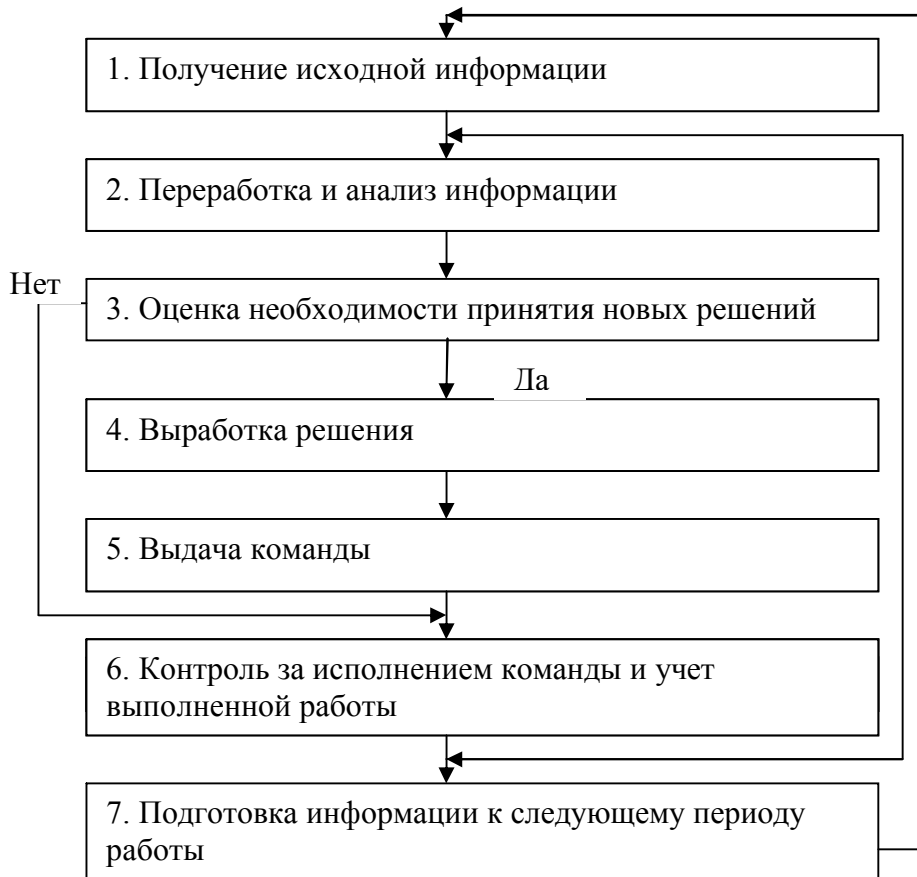 1. Получение исходной информации
2. Переработка и анализ информации
Нет
3. Оценка необходимости принятия новых решений
Да
4. Выработка решения
5. Выдача команды
6. Контроль за исполнением команды и учет
выполненной работы
7. Подготовка информации к следующему периоду
работы